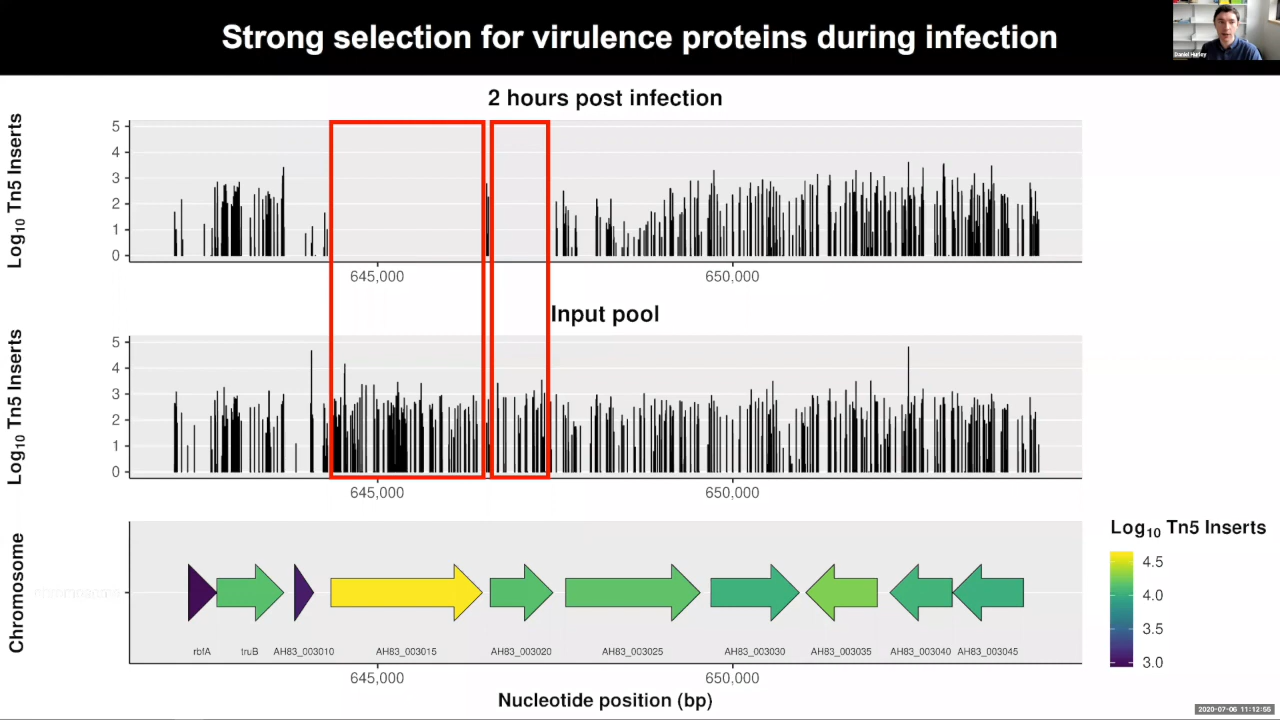 Strong selection for virulence proteins during infection
Daniel Hurley
2 hours post infection
Log10 Tn5 Inserts
5
4
3
2
1
0
645,000
650,000
Input pool
Log10 Tn5 Inserts
5
4
3
2
1
0
645,000
650,000
Chromosome
rbfA
truB
AH83_003010
AH83_003015
AH83_003020
AH83_003025
AH83_003030
AH83_003035
AH83_003040
AH83_003045
645,000
650,000
Nucleotide position (bp)
Log10 Tn5 Inserts
4.5
4.0
3.5
3.0
2020-07-06 11:12:55